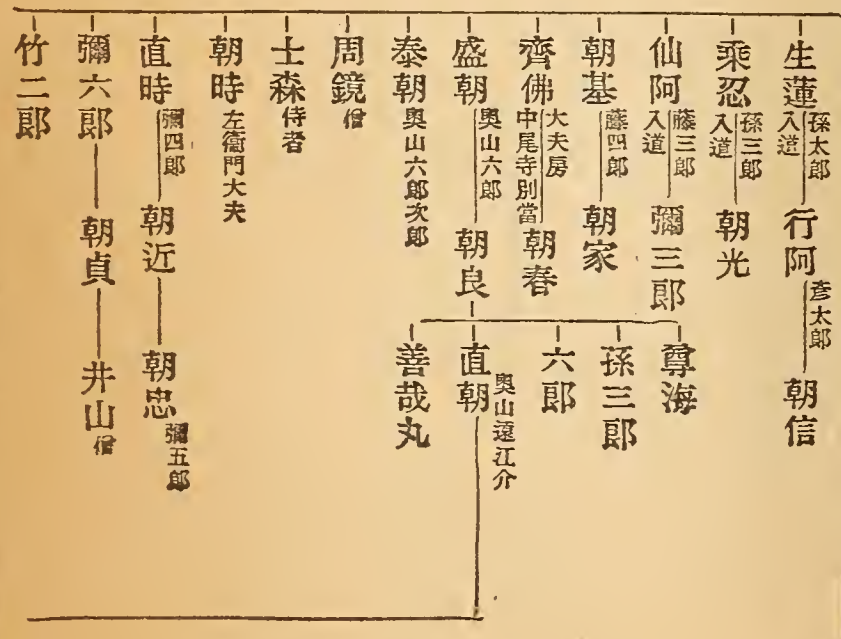 生蓮 孫太郎入道 行阿 彥太郎 朝信
乘忍 孫三郎入道 朝光
仙阿 藤三郎入道 彌三郎
朝基 藤四郎 朝家
齊佛 大夫房 中尾寺別當 朝春
盛朝 奥山六郎 朝良
尊海
孫三郎
六郎
直朝 奥山遠江介
善哉丸
泰朝 奥山六郎次郎
周鏡 僧
士森 侍者
朝時 左衞門大夫
直時 彌四郎 朝近 朝忠 彌五郎
彌六郎 朝貞 井山 僧
竹二郎